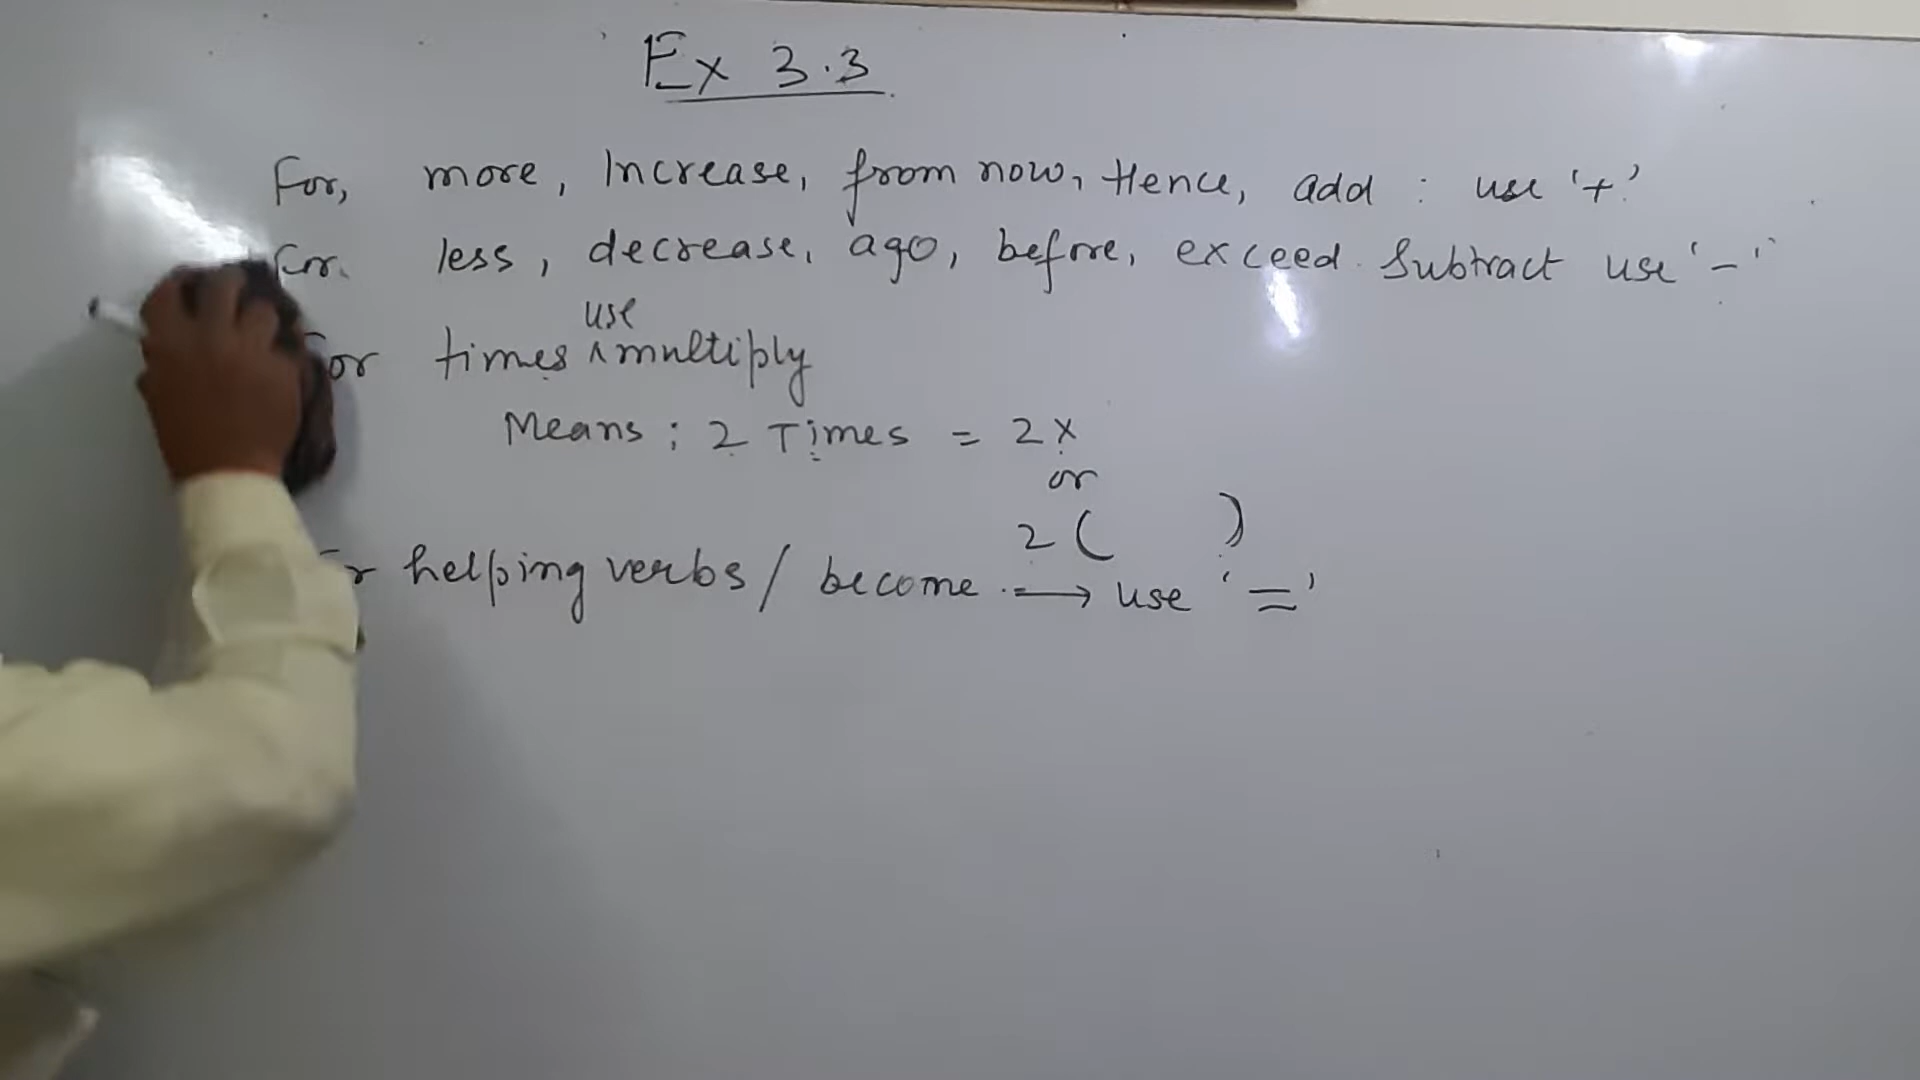 Ex 3.3
For, more, Increase, from now, Hence, add : use '+'
For less, decrease, ago, before, exceed. Subtract use '-'
use
For times ^ multiply
Means : 2 Times = 2x
or
2 ( )
helping verbs / become → use '='